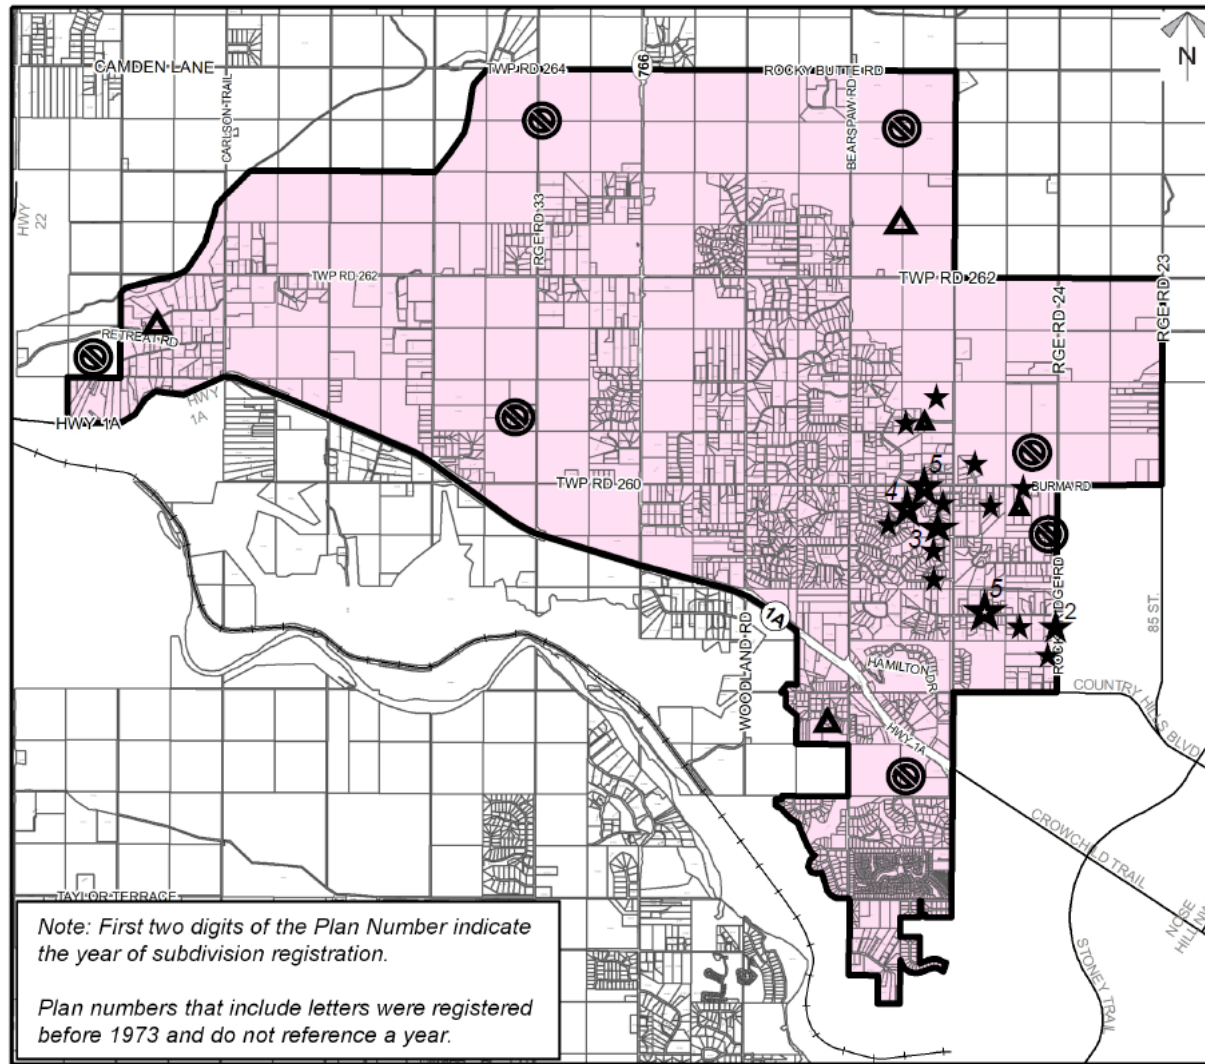 N
CAMDEN LANE
TWP RD 264
766
ROCKY BUTTE RD
CARLSON TRAIL
BEARSPAW RD
HWY 22
RGE RD 33
TWP RD 262
TWP RD 262
RGE RD 24
RGE RD 23
RETREAT RD
HWY 1A
HWY 1A
TWP RD 260
5
BURMA RD
4
3
5
2
1A
WOODLAND RD
85 ST.
HAMILTON DR
HWY 1A
COUNTRY HILLS BLVD
CROWCHILD TRAIL
STONEY TRAIL
TAYLOR TERRACE
Note: First two digits of the Plan Number indicate
the year of subdivision registration.
Plan numbers that include letters were registered
before 1973 and do not reference a year.